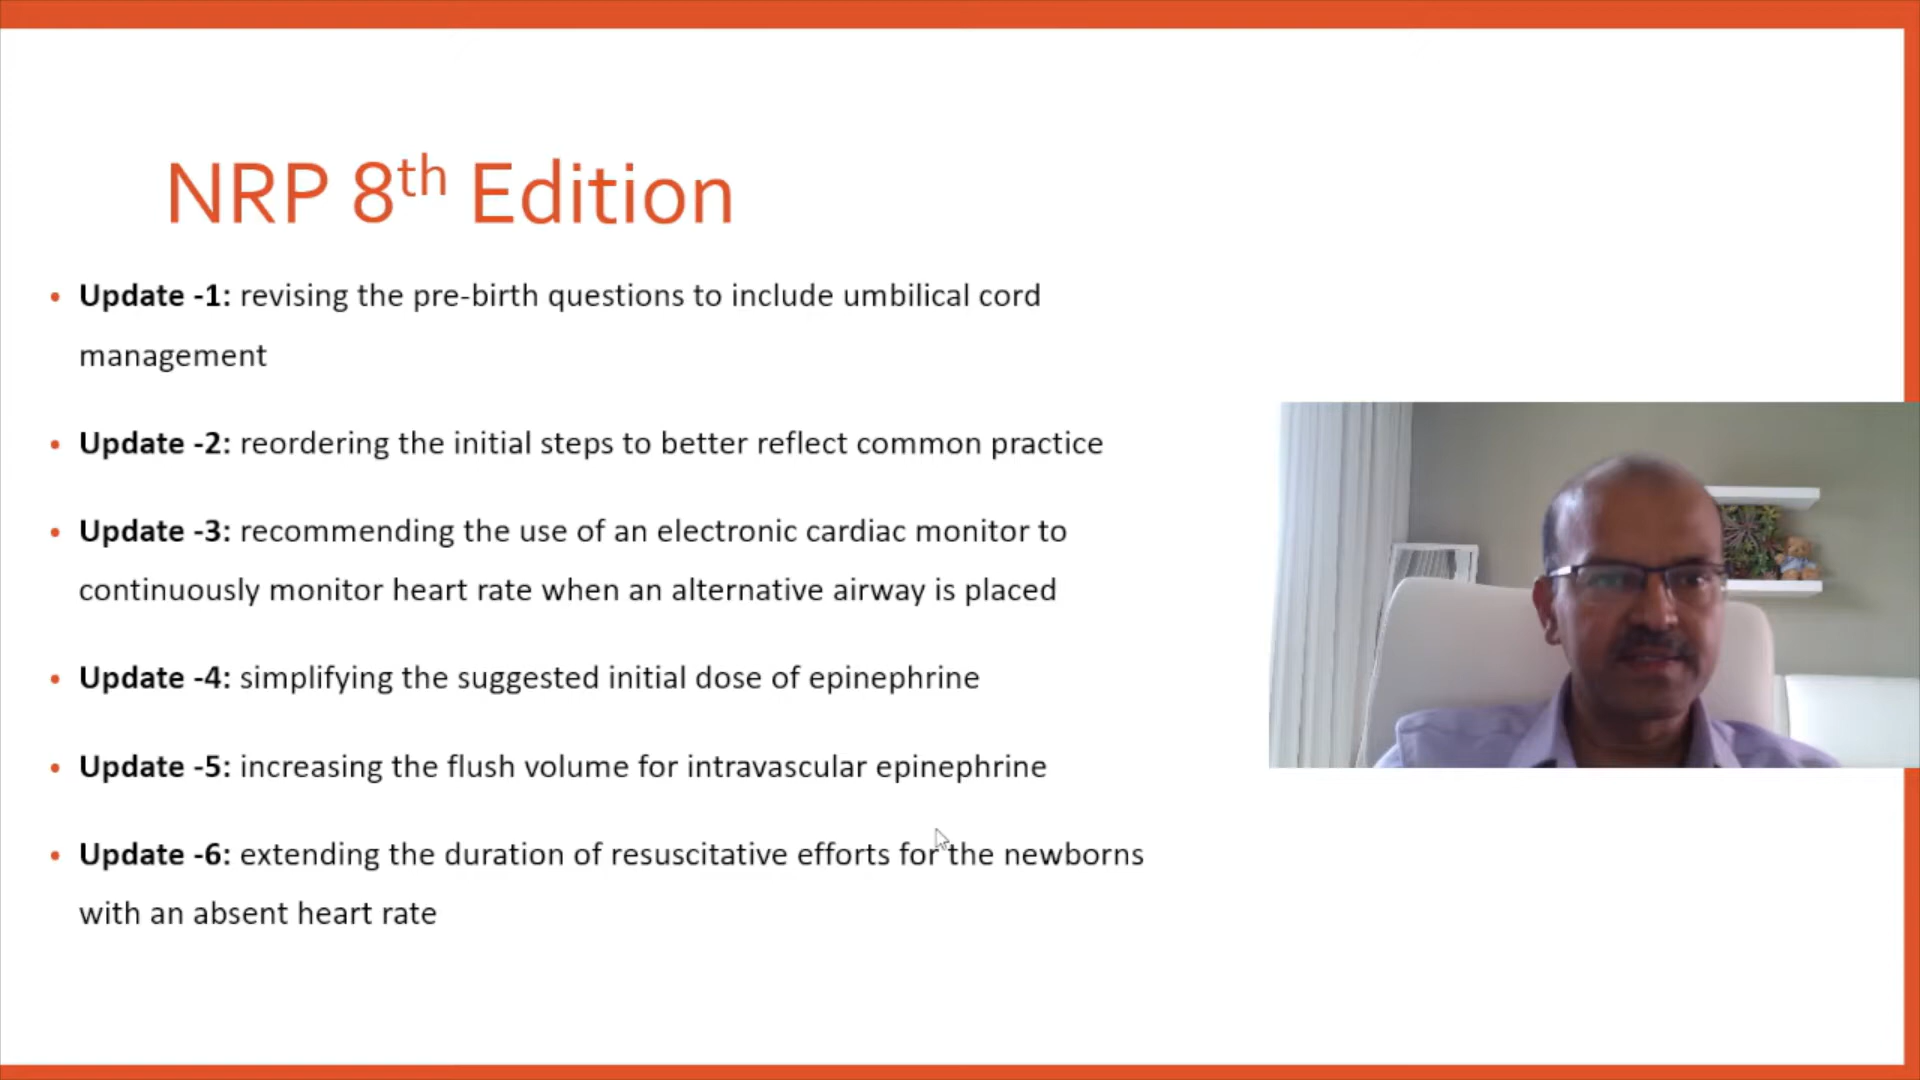 NRP 8th Edition
• Update -1: revising the pre-birth questions to include umbilical cord
management
• Update -2: reordering the initial steps to better reflect common practice
• Update -3: recommending the use of an electronic cardiac monitor to
continuously monitor heart rate when an alternative airway is placed
• Update -4: simplifying the suggested initial dose of epinephrine
• Update -5: increasing the flush volume for intravascular epinephrine
• Update -6: extending the duration of resuscitative efforts for the newborns
with an absent heart rate